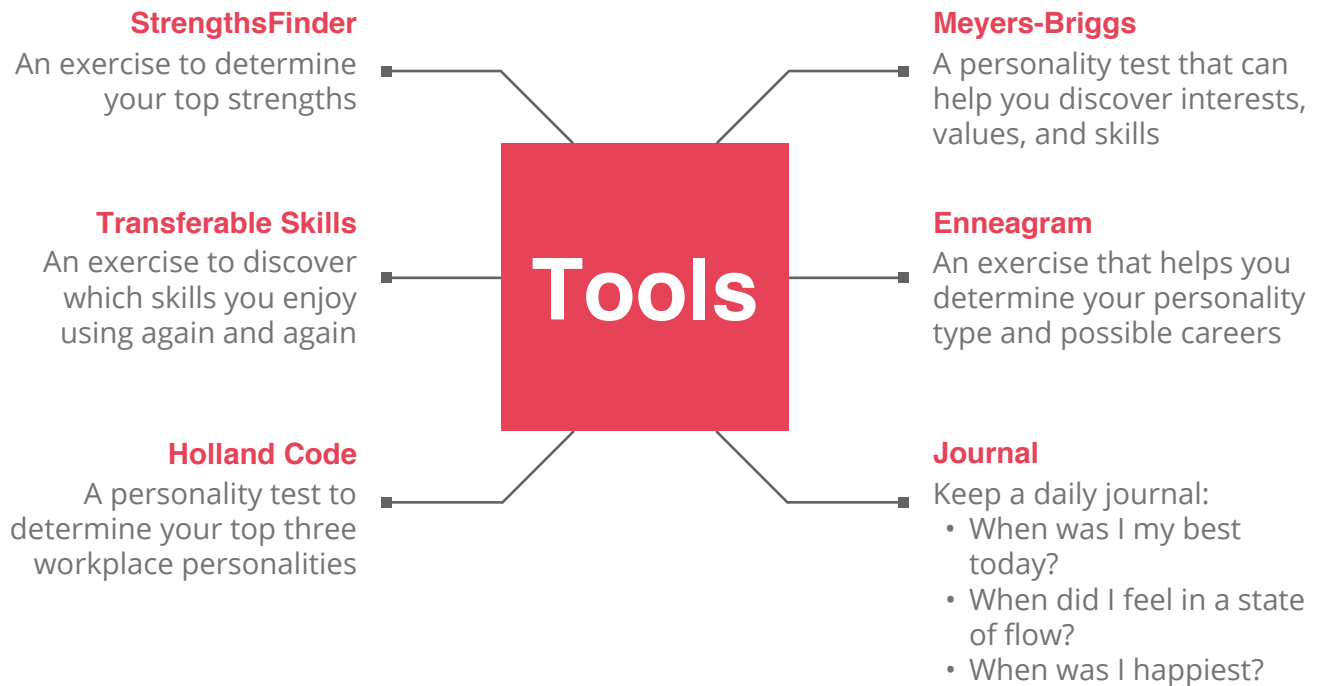 StrengthsFinder
An exercise to determine
your top strengths
Transferable Skills
An exercise to discover
which skills you enjoy
using again and again
Holland Code
A personality test to
determine your top three
workplace personalities
Tools
Meyers-Briggs
A personality test that can
help you discover interests,
values, and skills
Enneagram
An exercise that helps you
determine your personality
type and possible careers
Journal
Keep a daily journal:
• When was I my best
today?
• When did I feel in a state
of flow?
• When was I happiest?